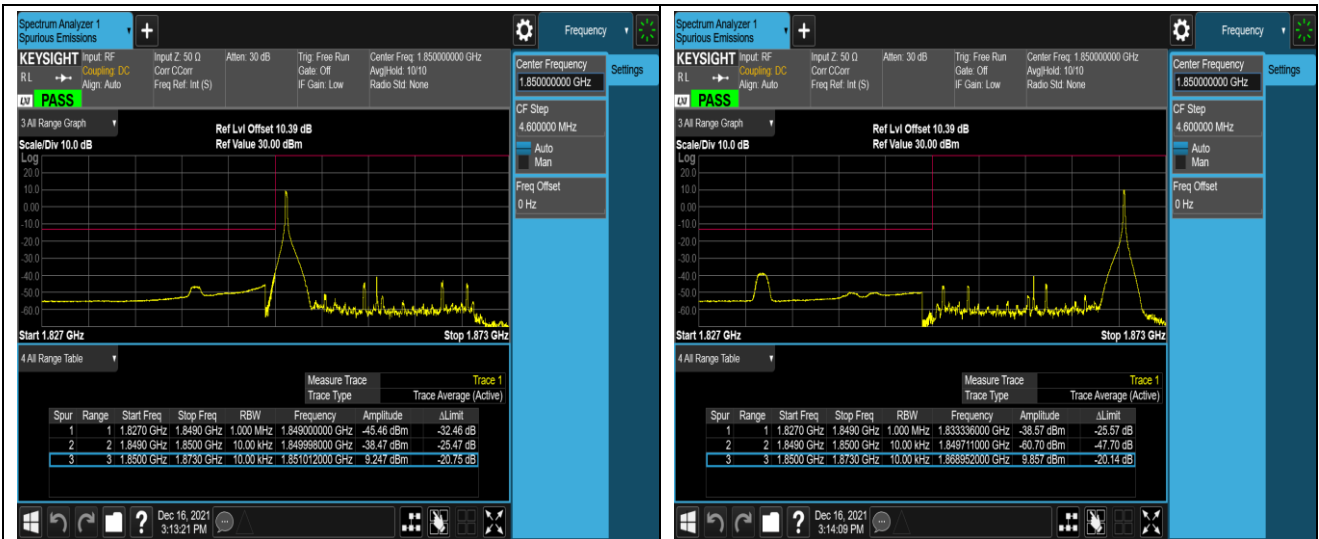 Spectrum Analyzer 1
Spurious Emissions
+
Frequency
KEYSIGHT Input: RF Input Z: 50 Ω Atten: 30 dB Trig: Free Run Center Freq: 1.850000000 GHz
RL Coupling: DC Corr CCorr Gate: Off Avg|Hold: 10/10
Align: Auto Freq Ref: Int (S) IF Gain: Low Radio Std: None
LXI PASS
Center Frequency
1.850000000 GHz
Settings
CF Step
4.600000 MHz
Auto
Man
Freq Offset
0 Hz
3 All Range Graph
Ref Lvl Offset 10.39 dB
Scale/Div 10.0 dB Ref Value 30.00 dBm
Log
20.0
10.0
0.00
-10.0
-20.0
-30.0
-40.0
-50.0
-60.0
Start 1.827 GHz Stop 1.873 GHz
4 All Range Table
Measure Trace Trace 1
Trace Type Trace Average (Active)
Spur Range Start Freq Stop Freq RBW Frequency Amplitude ΔLimit
1 1 1.8270 GHz 1.8490 GHz 1.000 MHz 1.849000000 GHz -45.46 dBm -32.46 dB
2 2 1.8490 GHz 1.8500 GHz 10.00 kHz 1.849998000 GHz -38.47 dBm -25.47 dB
3 3 1.8500 GHz 1.8730 GHz 10.00 kHz 1.851012000 GHz 9.247 dBm -20.75 dB
?
Dec 16, 2021
3:13:21 PM
Spectrum Analyzer 1
Spurious Emissions
+
Frequency
KEYSIGHT Input: RF Input Z: 50 Ω Atten: 30 dB Trig: Free Run Center Freq: 1.850000000 GHz
RL Coupling: DC Corr CCorr Gate: Off Avg|Hold: 10/10
Align: Auto Freq Ref: Int (S) IF Gain: Low Radio Std: None
LXI PASS
Center Frequency
1.850000000 GHz
Settings
CF Step
4.600000 MHz
Auto
Man
Freq Offset
0 Hz
3 All Range Graph
Ref Lvl Offset 10.39 dB
Scale/Div 10.0 dB Ref Value 30.00 dBm
Log
20.0
10.0
0.00
-10.0
-20.0
-30.0
-40.0
-50.0
-60.0
Start 1.827 GHz Stop 1.873 GHz
4 All Range Table
Measure Trace Trace 1
Trace Type Trace Average (Active)
Spur Range Start Freq Stop Freq RBW Frequency Amplitude ΔLimit
1 1 1.8270 GHz 1.8490 GHz 1.000 MHz 1.833336000 GHz -38.57 dBm -25.57 dB
2 2 1.8490 GHz 1.8500 GHz 10.00 kHz 1.849711000 GHz -60.70 dBm -47.70 dB
3 3 1.8500 GHz 1.8730 GHz 10.00 kHz 1.868952000 GHz 9.857 dBm -20.14 dB
?
Dec 16, 2021
3:14:09 PM